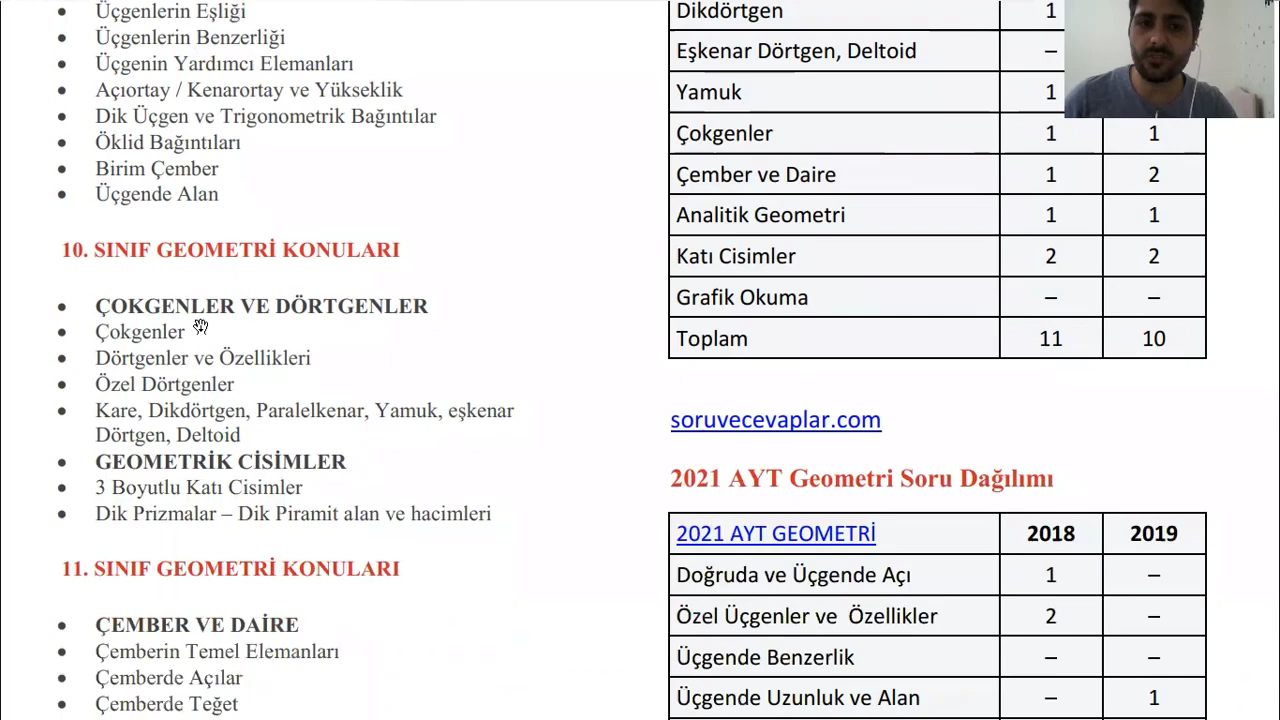 Üçgenlerin Eşliği
Üçgenlerin Benzerliği
Üçgenin Yardımcı Elemanları
Açıortay / Kenarortay ve Yükseklik
Dik Üçgen ve Trigonometrik Bağıntılar
Öklid Bağıntıları
Birim Çember
Üçgende Alan
10. SINIF GEOMETRİ KONULARI
ÇOKGENLER VE DÖRTGENLER
Çokgenler
Dörtgenler ve Özellikleri
Özel Dörtgenler
Kare, Dikdörtgen, Paralelkenar, Yamuk, eşkenar
Dörtgen, Deltoid
GEOMETRİK CİSİMLER
3 Boyutlu Katı Cisimler
Dik Prizmalar – Dik Piramit alan ve hacimleri
11. SINIF GEOMETRİ KONULARI
ÇEMBER VE DAİRE
Çemberin Temel Elemanları
Çemberde Açılar
Çemberde Teğet
Dikdörtgen 1
Eşkenar Dörtgen, Deltoid –
Yamuk 1
Çokgenler 1 1
Çember ve Daire 1 2
Analitik Geometri 1 1
Katı Cisimler 2 2
Grafik Okuma – –
Toplam 11 10
soruvecevaplar.com
2021 AYT Geometri Soru Dağılımı
2021 AYT GEOMETRİ 2018 2019
Doğruda ve Üçgende Açı 1 –
Özel Üçgenler ve Özellikler 2 –
Üçgende Benzerlik – –
Üçgende Uzunluk ve Alan – 1